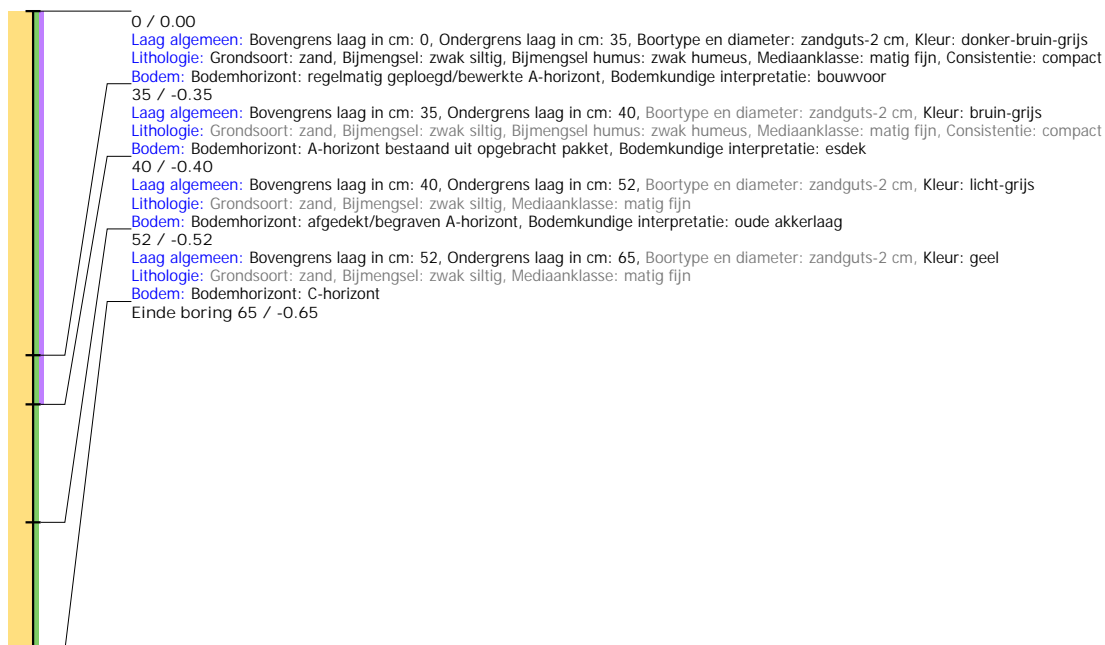 0 / 0.00
Laag algemeen: Bovengrens laag in cm: 0, Ondergrens laag in cm: 35, Boortype en diameter: zandguts-2 cm, Kleur: donker-bruin-grijs
Lithologie: Grondsoort: zand, Bijmengsel: zwak siltig, Bijmengsel humus: zwak humeus, Mediaanklasse: matig fijn, Consistentie: compact
Bodem: Bodemhorizont: regelmatig geploegd/bewerkte A-horizont, Bodemkundige interpretatie: bouwvoor
35 / -0.35
Laag algemeen: Bovengrens laag in cm: 35, Ondergrens laag in cm: 40, Boortype en diameter: zandguts-2 cm, Kleur: bruin-grijs
Lithologie: Grondsoort: zand, Bijmengsel: zwak siltig, Bijmengsel humus: zwak humeus, Mediaanklasse: matig fijn, Consistentie: compact
Bodem: Bodemhorizont: A-horizont bestaand uit opgebracht pakket, Bodemkundige interpretatie: esdek
40 / -0.40
Laag algemeen: Bovengrens laag in cm: 40, Ondergrens laag in cm: 52, Boortype en diameter: zandguts-2 cm, Kleur: licht-grijs
Lithologie: Grondsoort: zand, Bijmengsel: zwak siltig, Mediaanklasse: matig fijn
Bodem: Bodemhorizont: afgedekt/begraven A-horizont, Bodemkundige interpretatie: oude akkerlaag
52 / -0.52
Laag algemeen: Bovengrens laag in cm: 52, Ondergrens laag in cm: 65, Boortype en diameter: zandguts-2 cm, Kleur: geel
Lithologie: Grondsoort: zand, Bijmengsel: zwak siltig, Mediaanklasse: matig fijn
Bodem: Bodemhorizont: C-horizont
Einde boring 65 / -0.65